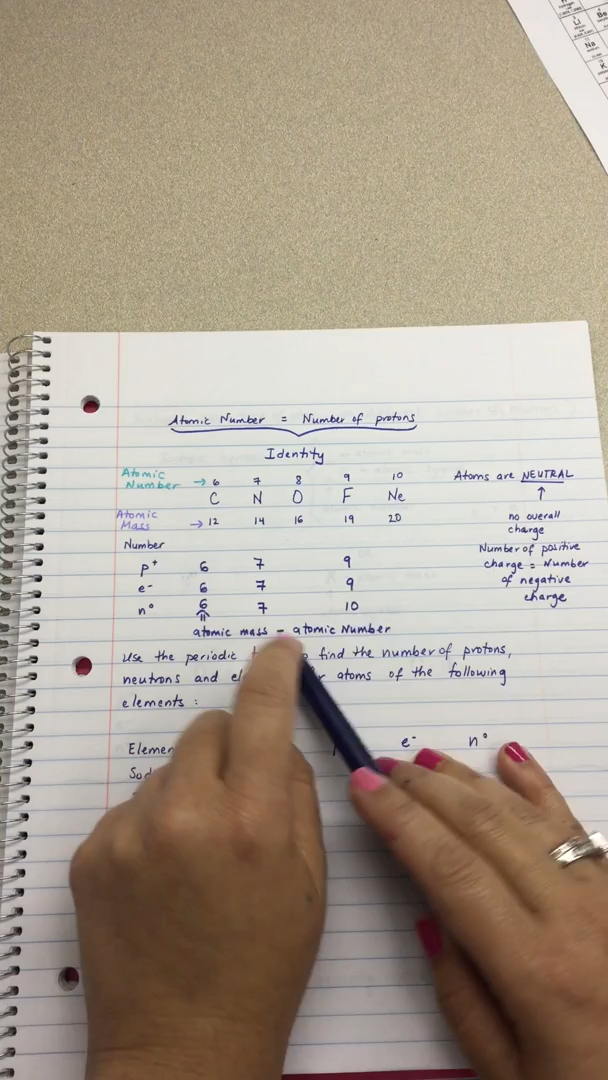 Li
Be
Na
K
Atomic Number = Number of protons
Identity
Atomic Number → 6 7 8 9 10
C N O F Ne
Atomic Mass → 12 14 16 19 20
Atoms are NEUTRAL
↑
no overall
charge
Number of positive
charge = Number
of negative
charge
Number
p+ 6 7 9
e- 6 7 9
n° 6 7 10
atomic mass - atomic Number
Use the periodic find the number of protons,
neutrons and atoms of the following
elements :
e- n°